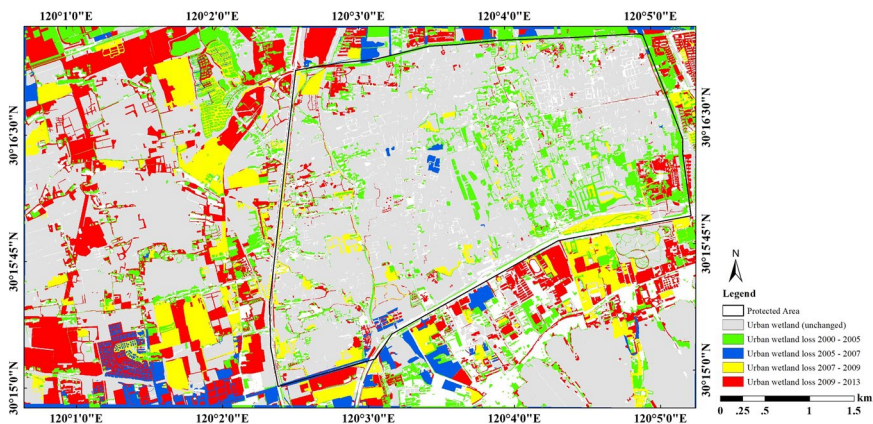 120°1'0"E 120°2'0"E 120°3'0"E 120°4'0"E 120°5'0"E
30°16'30"N 30°16'30"N
30°15'45"N 30°15'45"N
30°15'0"N 30°15'0"N
N
Legend
Protected Area
Urban wetland (unchanged)
Urban wetland loss 2000 - 2005
Urban wetland loss 2005 - 2007
Urban wetland loss 2007 - 2009
Urban wetland loss 2009 - 2013
km
0 .25 .5 1 1.5
120°1'0"E 120°2'0"E 120°3'0"E 120°4'0"E 120°5'0"E